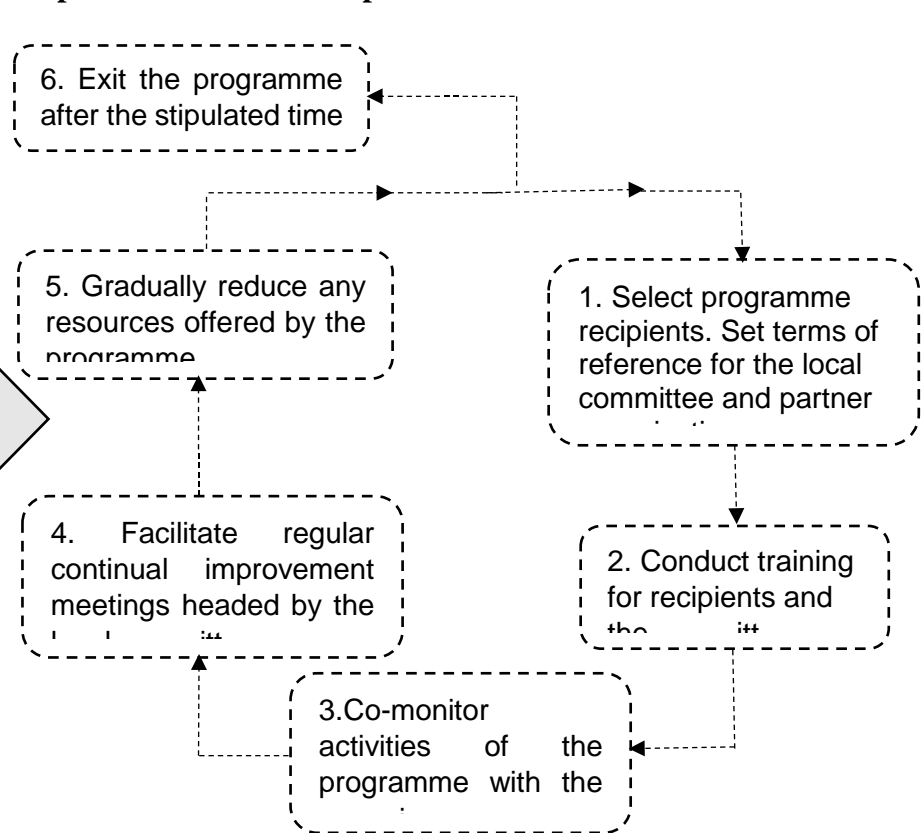 6. Exit the programme
after the stipulated time
5. Gradually reduce any
resources offered by the
programme
1. Select programme
recipients. Set terms of
reference for the local
committee and partner
4. Facilitate regular
continual improvement
meetings headed by the
2. Conduct training
for recipients and
the
3.Co-monitor
activities of the
programme with the